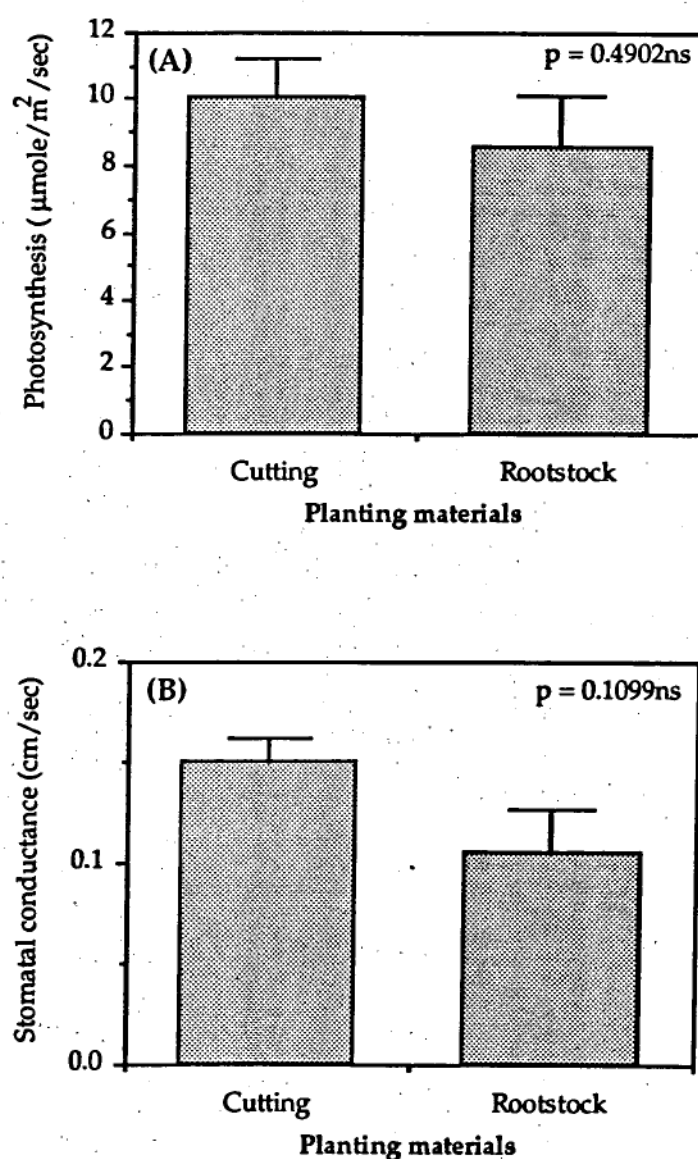 (A)
p = 0.4902ns
Photosynthesis ( μmole/m²/sec)
12
10
8
6
4
2
0
Cutting
Rootstock
Planting materials
(B)
p = 0.1099ns
Stomatal conductance (cm/sec)
0.2
0.1
0.0
Cutting
Rootstock
Planting materials